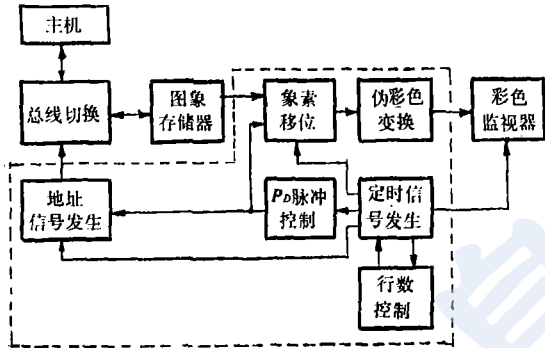 主机
总线切换
图象
存储器
象素
移位
伪彩色
变换
彩色
监视器
地址
信号发生
P_D脉冲
控制
定时信
号发生
行数
控制